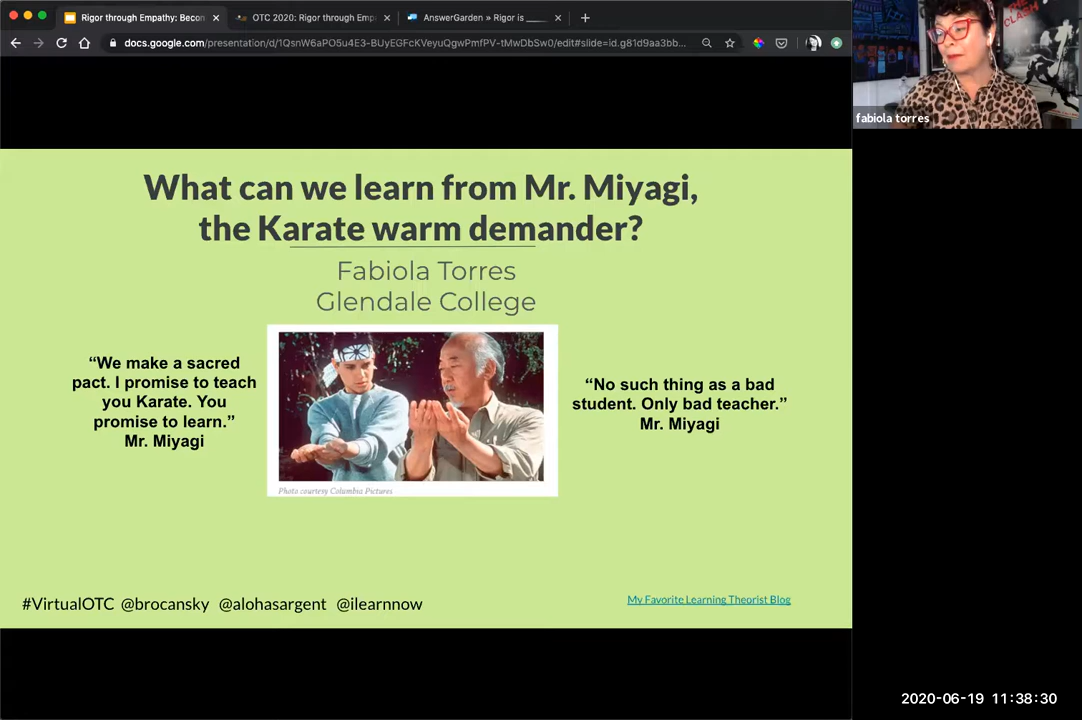 Rigor through Empathy: Becon
OTC 2020: Rigor through Emp
AnswerGarden » Rigor is ____
docs.google.com/presentation/d/1QsnW6aPO5u4E3-BUyEGFcKVeyuQgwPmfPV-tMwDbSw0/edit#slide=id.g81d9aa3bb...
CLASH
fabiola torres
What can we learn from Mr. Miyagi,
the Karate warm demander?
Fabiola Torres
Glendale College
“We make a sacred
pact. I promise to teach
you Karate. You
promise to learn.”
Mr. Miyagi
“No such thing as a bad
student. Only bad teacher.”
Mr. Miyagi
Photo courtesy Columbia Pictures
#VirtualOTC @brocansky @alohasargent @ilearnnow
My Favorite Learning Theorist Blog
2020-06-19 11:38:30